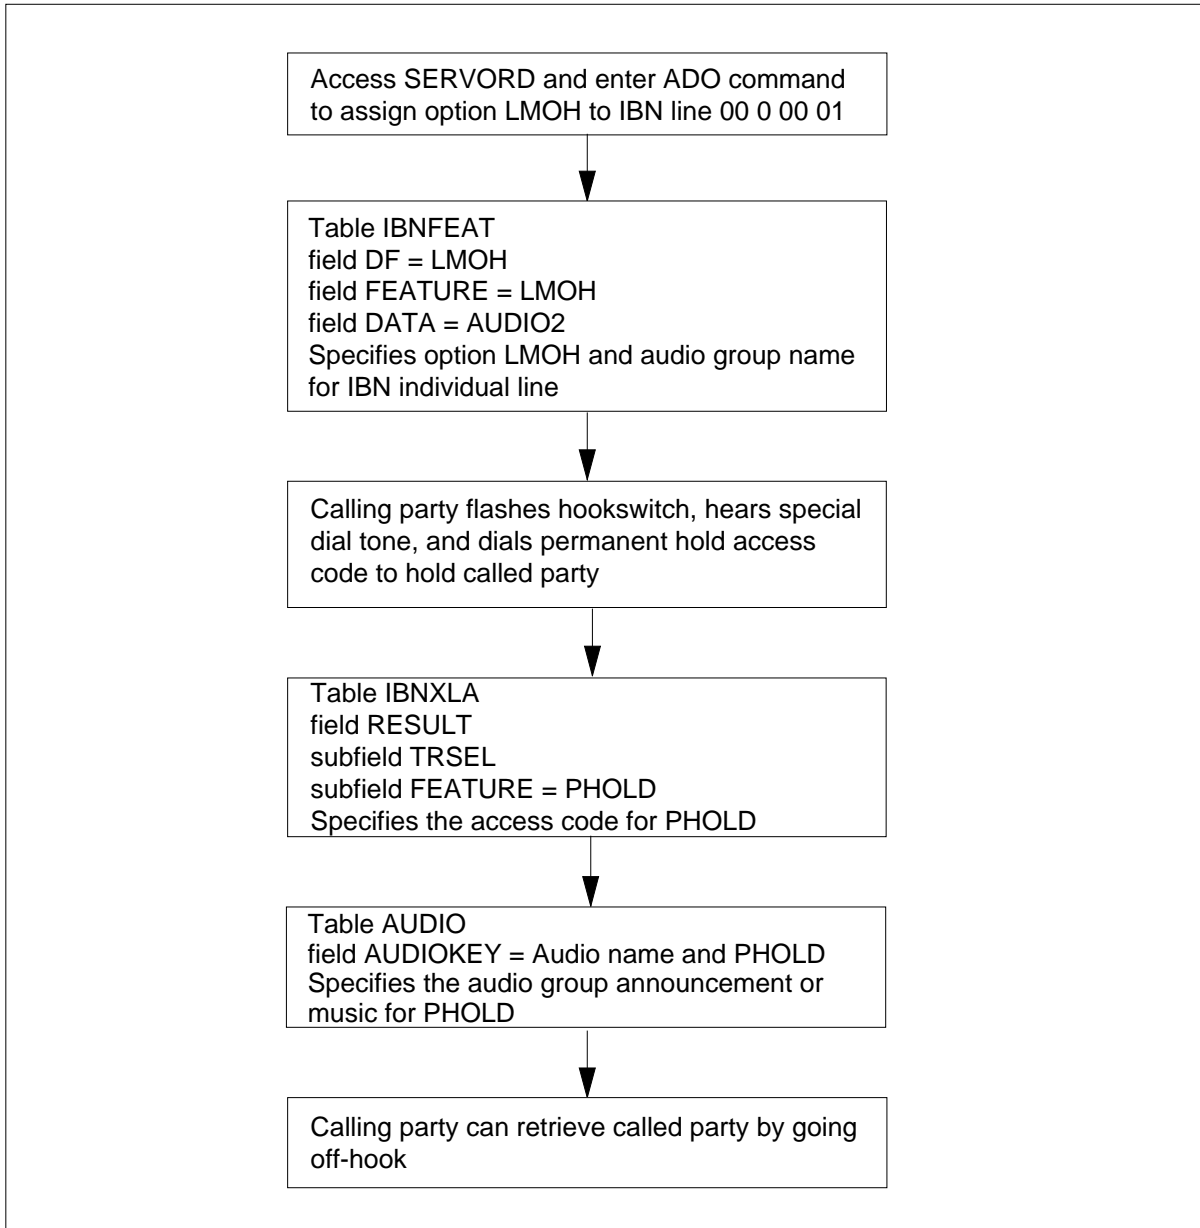 Access SERVORD and enter ADO command
to assign option LMOH to IBN line 00 0 00 01
Table IBNFEAT
field DF = LMOH
field FEATURE = LMOH
field DATA = AUDIO2
Specifies option LMOH and audio group name
for IBN individual line
Calling party flashes hookswitch, hears special
dial tone, and dials permanent hold access
code to hold called party
Table IBNXLA
field RESULT
subfield TRSEL
subfield FEATURE = PHOLD
Specifies the access code for PHOLD
Table AUDIO
field AUDIOKEY = Audio name and PHOLD
Specifies the audio group announcement or
music for PHOLD
Calling party can retrieve called party by going
off-hook